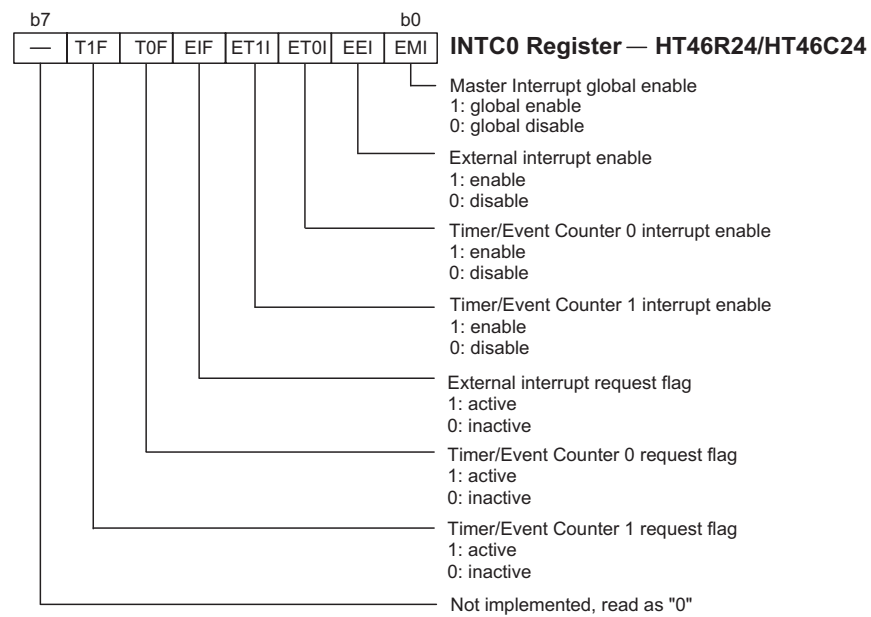 b7 b0
— T1F T0F EIF ET1I ET0I EEI EMI INTC0 Register — HT46R24/HT46C24
Master Interrupt global enable
1: global enable
0: global disable
External interrupt enable
1: enable
0: disable
Timer/Event Counter 0 interrupt enable
1: enable
0: disable
Timer/Event Counter 1 interrupt enable
1: enable
0: disable
External interrupt request flag
1: active
0: inactive
Timer/Event Counter 0 request flag
1: active
0: inactive
Timer/Event Counter 1 request flag
1: active
0: inactive
Not implemented, read as "0"